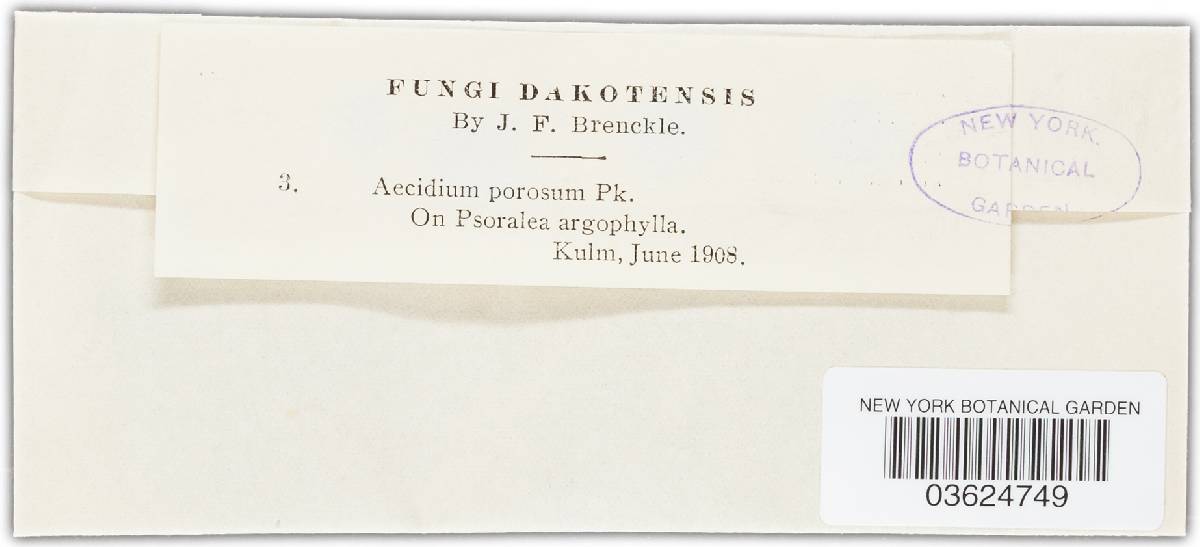 FUNGI DAKOTENSIS
By J. F. Brenckle.
3. Aecidium porosum Pk.
On Psoralea argophylla.
Kulm, June 1908.
NEW YORK.
BOTANICAL
GARDEN
NEW YORK BOTANICAL GARDEN
03624749